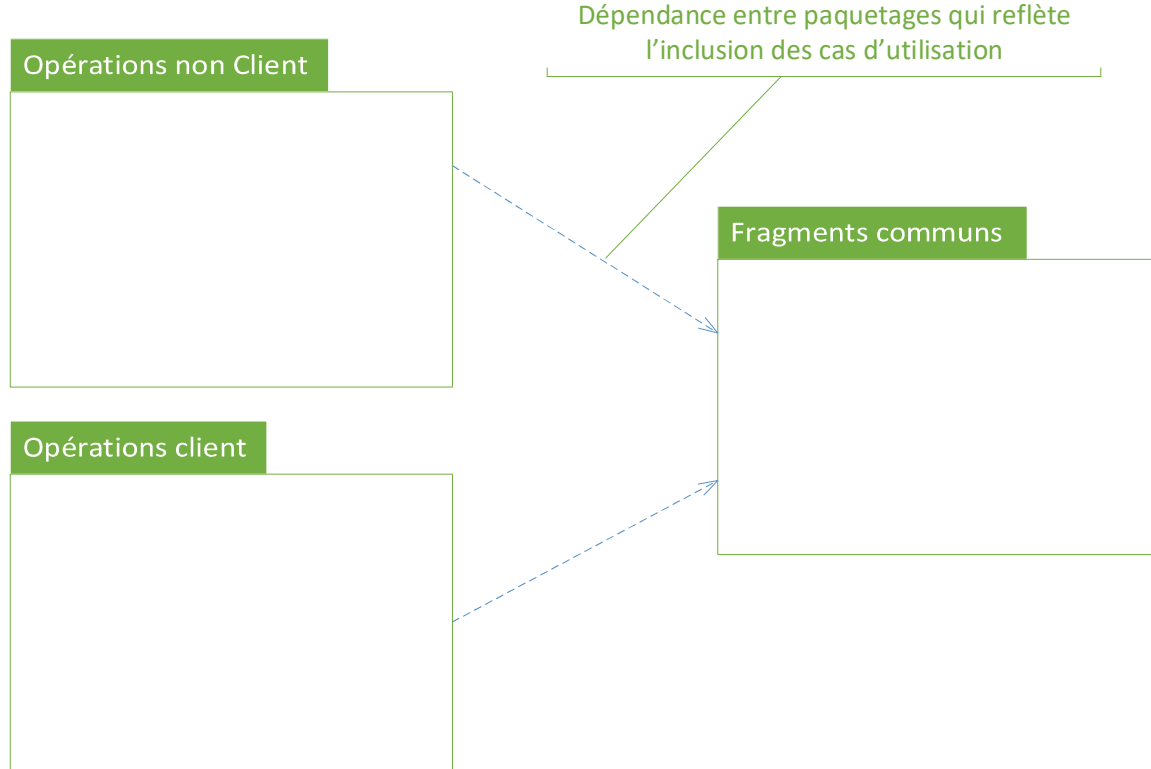 Dépendance entre paquetages qui reflète
l’inclusion des cas d’utilisation
Opérations non Client
Fragments communs
Opérations client